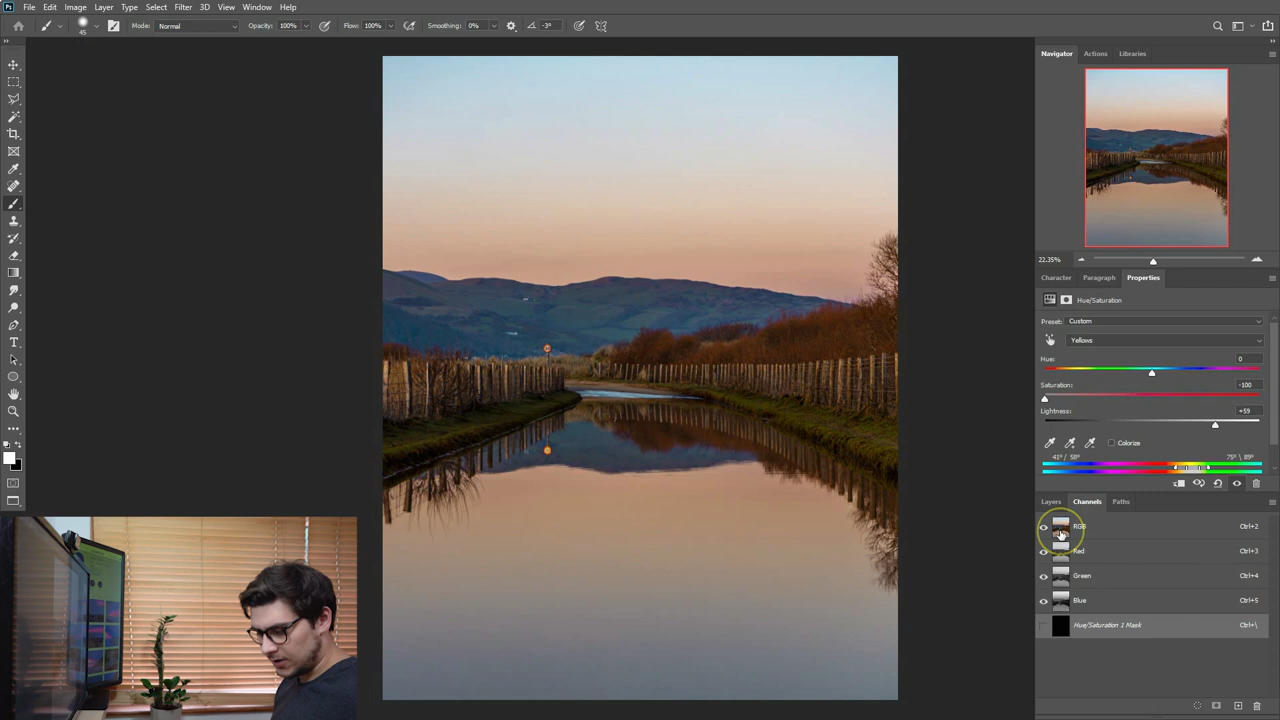 Ps File Edit Image Layer Type Select Filter 3D View Window Help
45 Mode: Normal Opacity: 100% Flow: 100% Smoothing: 0% -3°
Navigator Actions Libraries
22.35%
Character Paragraph Properties
Hue/Saturation
Preset: Custom
Yellows
Hue: 0
Saturation: -100
Lightness: +59
Colorize
41° / 58° 75° \ 89°
Layers Channels Paths
RGB Ctrl+2
Red Ctrl+3
Green Ctrl+4
Blue Ctrl+5
Hue/Saturation 1 Mask Ctrl+\